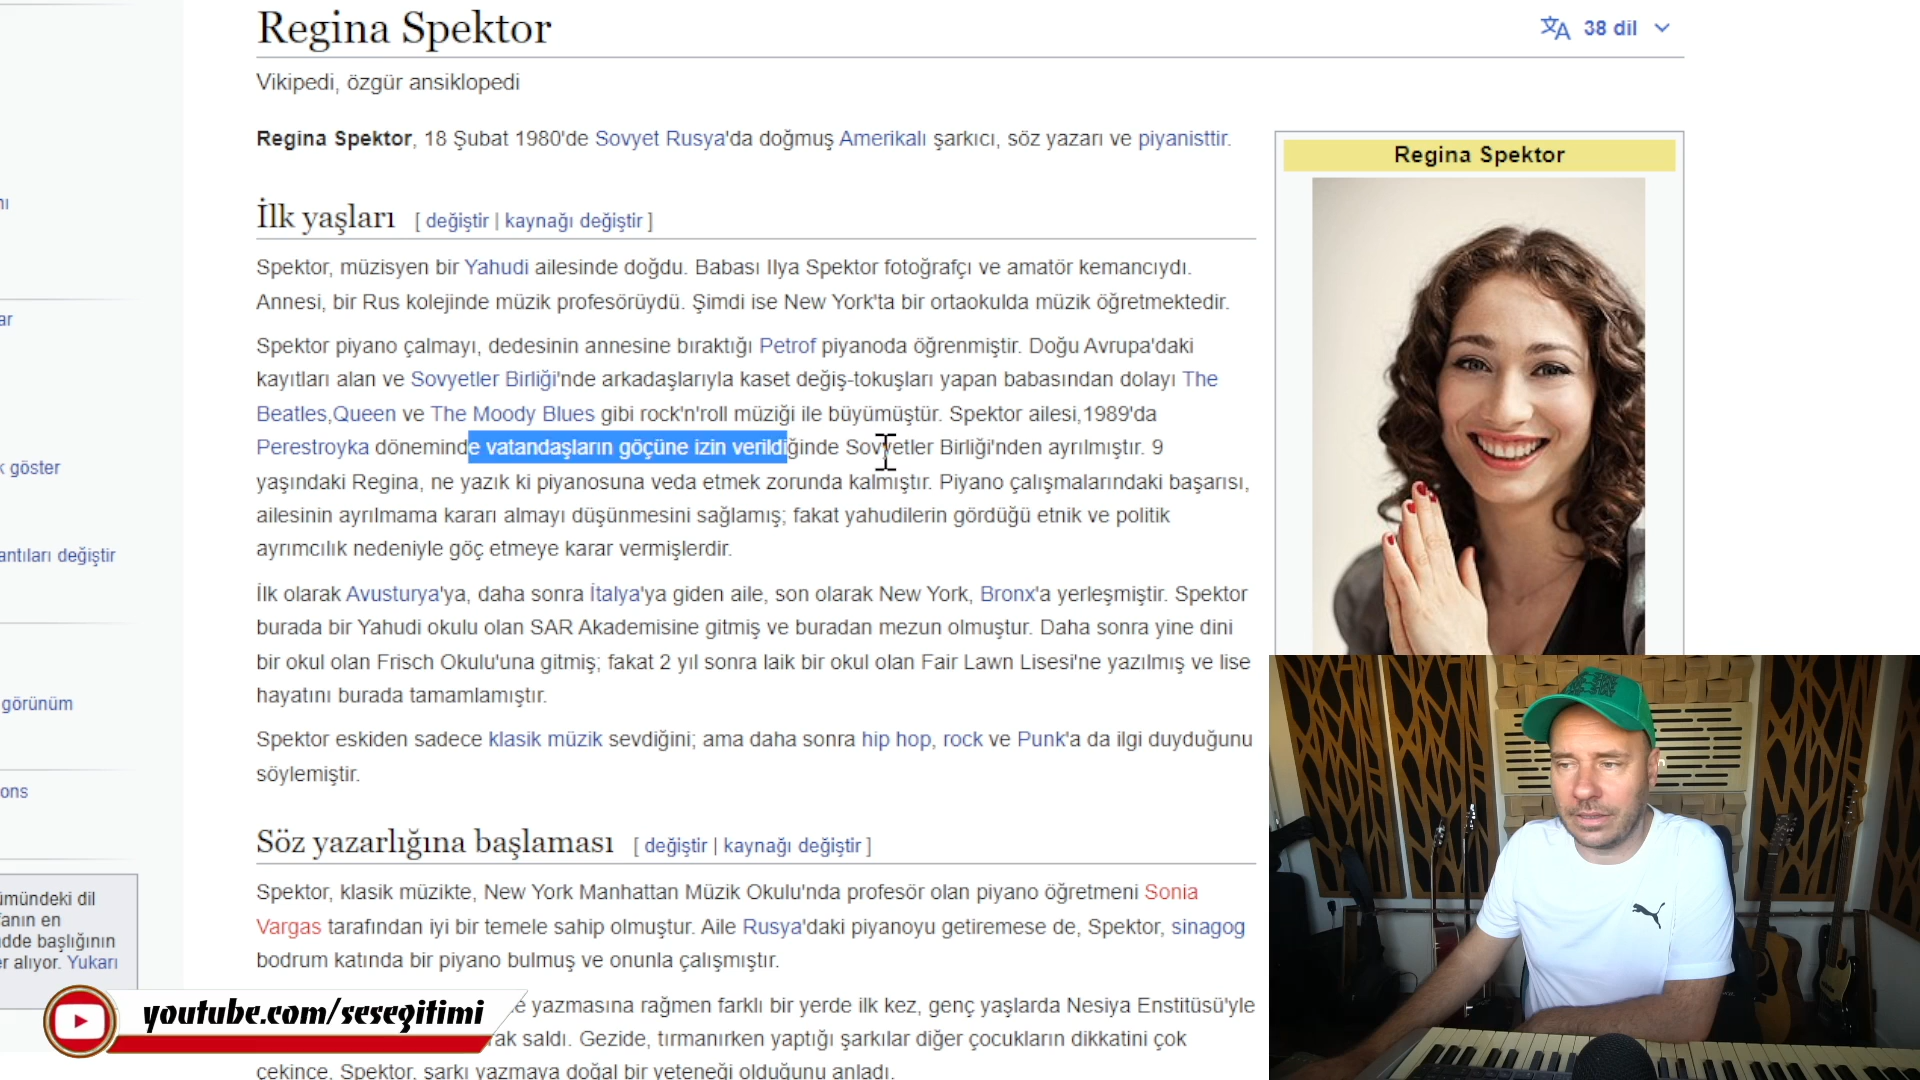 Regina Spektor
38 dil
Vikipedi, özgür ansiklopedi
Regina Spektor, 18 Şubat 1980'de Sovyet Rusya'da doğmuş Amerikalı şarkıcı, söz yazarı ve piyanisttir.
İlk yaşları [ değiştir | kaynağı değiştir ]
Spektor, müzisyen bir Yahudi ailesinde doğdu. Babası Ilya Spektor fotoğrafçı ve amatör kemancıydı.
Annesi, bir Rus kolejinde müzik profesörüydü. Şimdi ise New York'ta bir ortaokulda müzik öğretmektedir.
Spektor piyano çalmayı, dedesinin annesine bıraktığı Petrof piyanoda öğrenmiştir. Doğu Avrupa'daki
kayıtları alan ve Sovyetler Birliği'nde arkadaşlarıyla kaset değiş-tokuşları yapan babasından dolayı The
Beatles,Queen ve The Moody Blues gibi rock'n'roll müziği ile büyümüştür. Spektor ailesi,1989'da
Perestroyka döneminde vatandaşların göçüne izin verildiğinde Sovyetler Birliği'nden ayrılmıştır. 9
yaşındaki Regina, ne yazık ki piyanosuna veda etmek zorunda kalmıştır. Piyano çalışmalarındaki başarısı,
ailesinin ayrılmama kararı almayı düşünmesini sağlamış; fakat yahudilerin gördüğü etnik ve politik
ayrımcılık nedeniyle göç etmeye karar vermişlerdir.
İlk olarak Avusturya'ya, daha sonra İtalya'ya giden aile, son olarak New York, Bronx'a yerleşmiştir. Spektor
burada bir Yahudi okulu olan SAR Akademisine gitmiş ve buradan mezun olmuştur. Daha sonra yine dini
bir okul olan Frisch Okulu'una gitmiş; fakat 2 yıl sonra laik bir okul olan Fair Lawn Lisesi'ne yazılmış ve lise
hayatını burada tamamlamıştır.
Spektor eskiden sadece klasik müzik sevdiğini; ama daha sonra hip hop, rock ve Punk'a da ilgi duyduğunu
söylemiştir.
Söz yazarlığına başlaması [ değiştir | kaynağı değiştir ]
Spektor, klasik müzikte, New York Manhattan Müzik Okulu'nda profesör olan piyano öğretmeni Sonia
Vargas tarafından iyi bir temele sahip olmuştur. Aile Rusya'daki piyanoyu getiremese de, Spektor, sinagog
bodrum katında bir piyano bulmuş ve onunla çalışmıştır.
yazmasına rağmen farklı bir yerde ilk kez, genç yaşlarda Nesiya Enstitüsü'yle
rak saldı. Gezide, tırmanırken yaptığı şarkılar diğer çocukların dikkatini çok
çekince, Spektor, şarkı yazmaya doğal bir yeteneği olduğunu anladı.
Regina Spektor
ar
k göster
antıları değiştir
görünüm
ons
ümündeki dil
fanın en
adde başlığının
er alıyor. Yukarı
youtube.com/sesegitimi